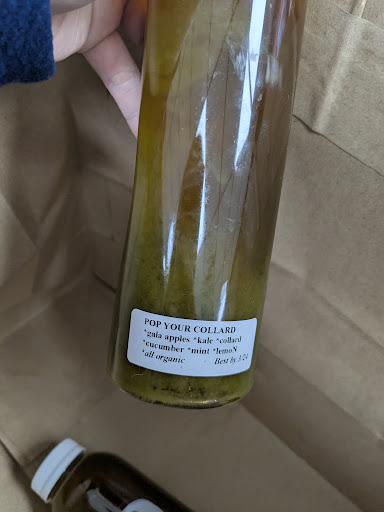 POP YOUR COLLARD
*gala apples *kale *collard
*cucumber *mint *lemoN
*all organic Best by 3/24